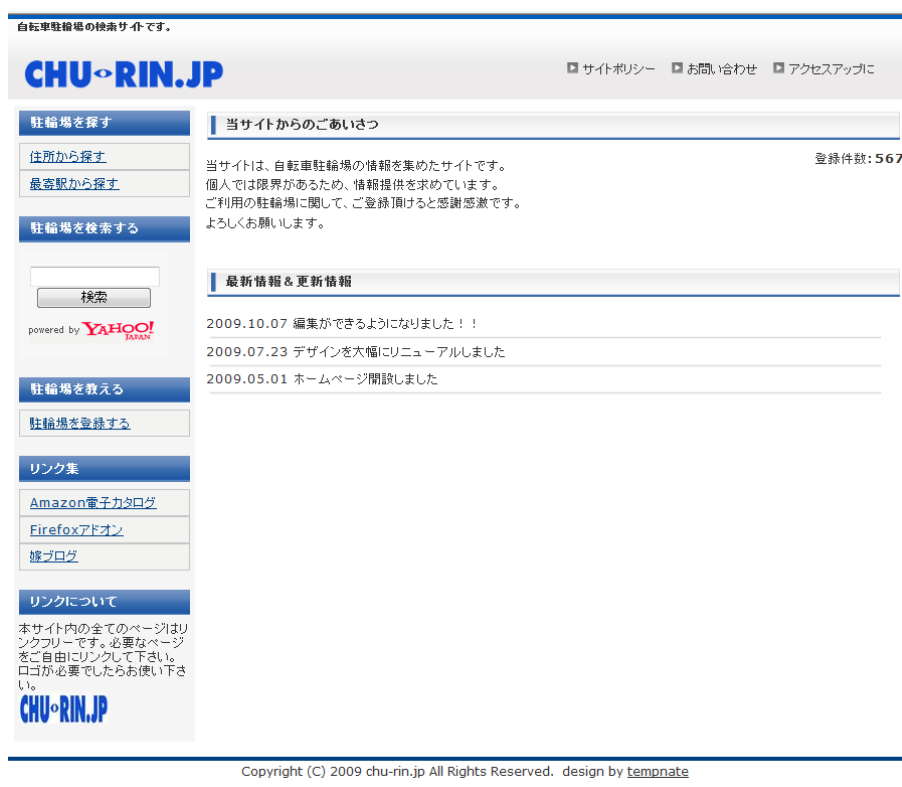 自転車駐輪場の検索サイトです。
CHU RIN.JP
サイトポリシー お問い合わせ アクセスアップに
駐輪場を探す
住所から探す
最寄駅から探す
駐輪場を検索する
検索
powered by YAHOO!
JAPAN
駐輪場を教える
駐輪場を登録する
リンク集
Amazon電子カタログ
Firefoxアドオン
嫁ブログ
リンクについて
本サイト内の全てのページはリ
ンクフリーです。必要なページ
をご自由にリンクして下さい。
ロゴが必要でしたらお使い下さ
い。
CHU RIN.JP
当サイトからのごあいさつ
登録件数:567
当サイトは、自転車駐輪場の情報を集めたサイトです。
個人では限界があるため、情報提供を求めています。
ご利用の駐輪場に関して、ご登録頂けると感謝感激です。
よろしくお願いします。
最新情報&更新情報
2009.10.07 編集ができるようになりました！！
2009.07.23 デザインを大幅にリニューアルしました
2009.05.01 ホームページ開設しました
Copyright (C) 2009 chu-rin.jp All Rights Reserved. design by tempnate